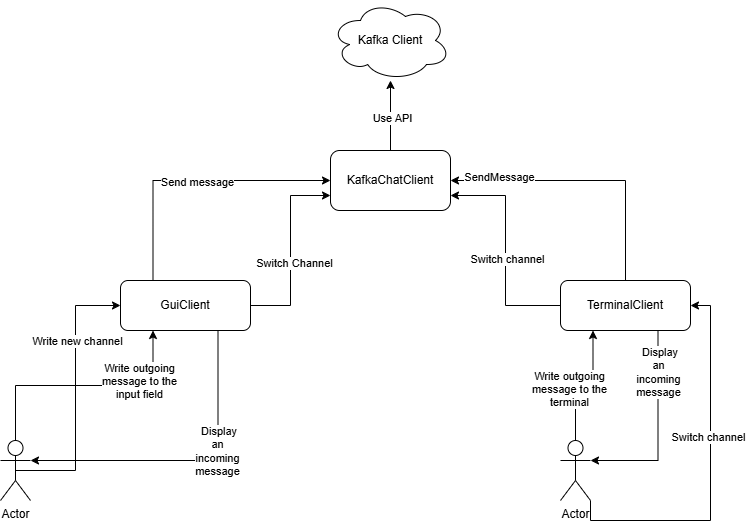 Kafka Client
Use API
KafkaChatClient
Send message
SendMessage
Switch Channel
Switch channel
GuiClient
TerminalClient
Write new channel
Write outgoing
message to the
input field
Display
an
incoming
message
Write outgoing
message to the
terminal
Display
an
incoming
message
Switch channel
Actor
Actor